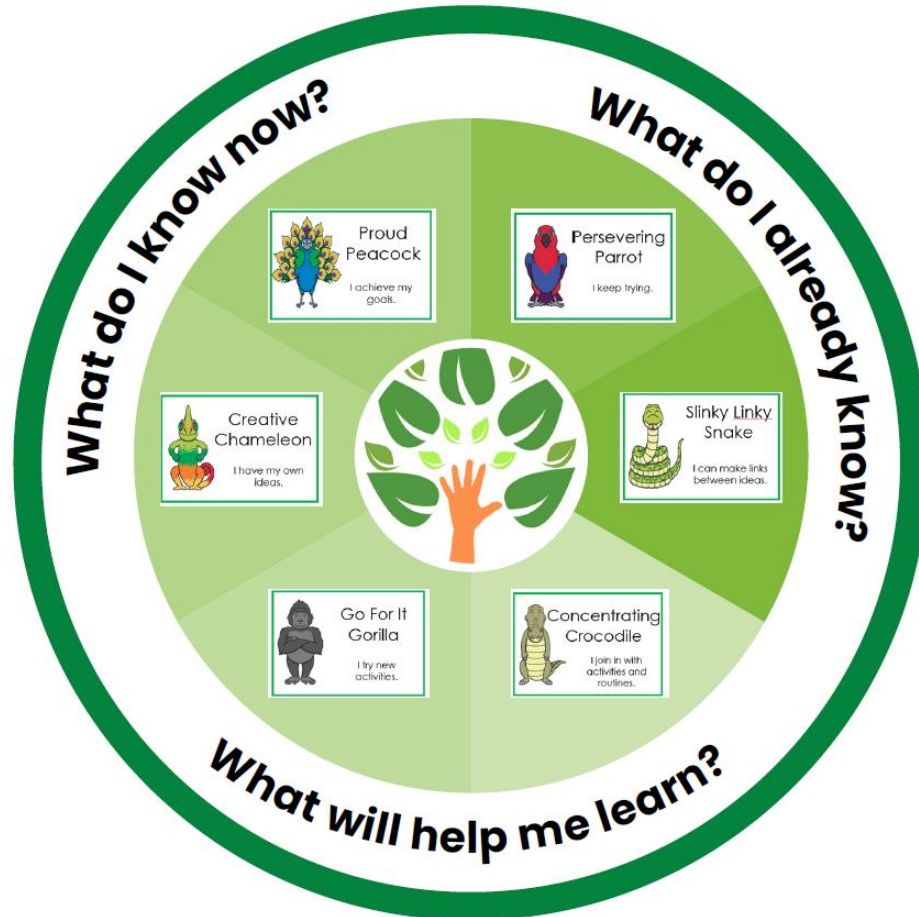 What do I know now?
What do I already know?
Proud
Peacock
I achieve my
goals.
Persevering
Parrot
I keep trying.
Creative
Chameleon
I have my own
ideas.
Slinky Linky
Snake
I can make links
between ideas.
Go For It
Gorilla
I try new
activities.
Concentrating
Crocodile
I join in with
activities and
routines.
What will help me learn?